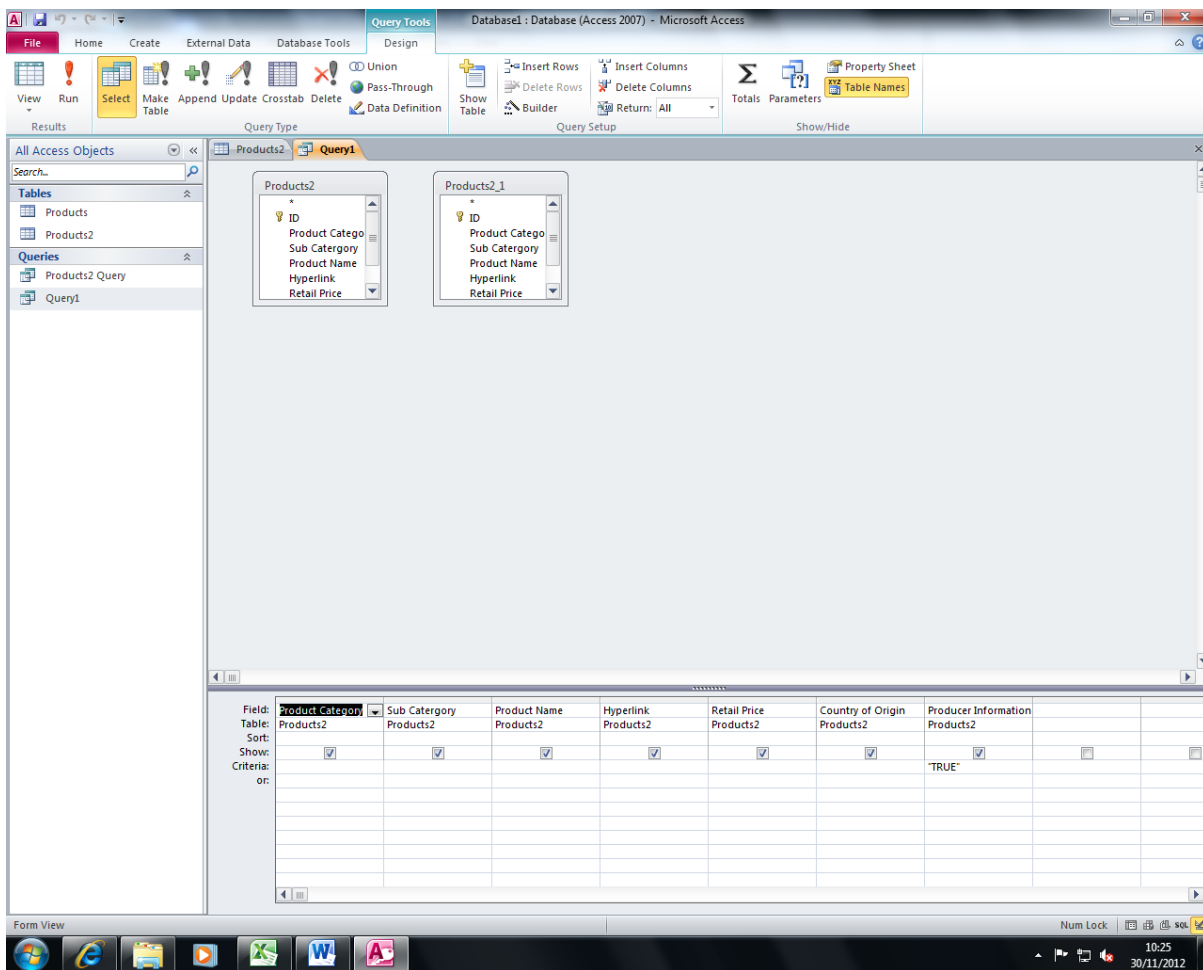 Query Tools
Database1 : Database (Access 2007) - Microsoft Access
File Home Create External Data Database Tools Design
View
Run
Select
Make Table
Append
Update
Crosstab
Delete
Union
Pass-Through
Data Definition
Show Table
Insert Rows
Delete Rows
Builder
Insert Columns
Delete Columns
Return: All
Totals
Parameters
Property Sheet
Table Names
Results
Query Type
Query Setup
Show/Hide
All Access Objects
Search...
Tables
Products
Products2
Queries
Products2 Query
Query1
Products2
Query1
Products2
*
ID
Product Catego
Sub Catergory
Product Name
Hyperlink
Retail Price
Products2_1
*
ID
Product Catego
Sub Catergory
Product Name
Hyperlink
Retail Price
Field: Product Category Sub Catergory Product Name Hyperlink Retail Price Country of Origin Producer Information
Table: Products2 Products2 Products2 Products2 Products2 Products2 Products2
Sort:
Show:
Criteria: "TRUE"
or:
Form View
Num Lock
SQL
10:25
30/11/2012